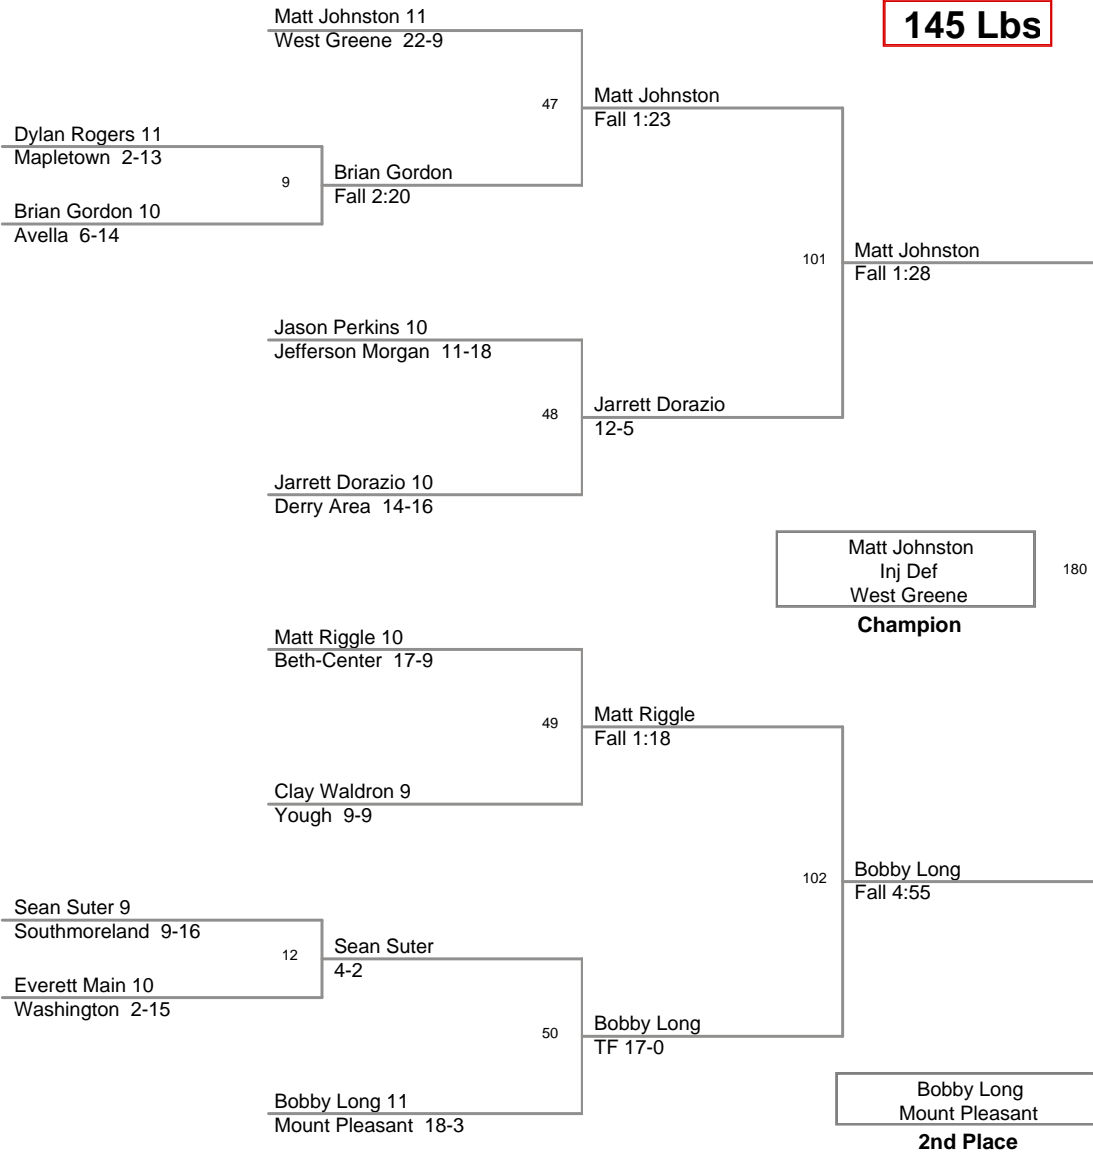 Matt Johnston 11
145 Lbs
West Greene 22-9
47
Matt Johnston
Fall 1:23
Dylan Rogers 11
Mapletown 2-13
9
Brian Gordon
Fall 2:20
Brian Gordon 10
Avella 6-14
101
Matt Johnston
Fall 1:28
Jason Perkins 10
Jefferson Morgan 11-18
48
Jarrett Dorazio
12-5
Jarrett Dorazio 10
Derry Area 14-16
Matt Johnston
Inj Def
West Greene
180
Champion
Matt Riggle 10
Beth-Center 17-9
49
Matt Riggle
Fall 1:18
Clay Waldron 9
Yough 9-9
102
Bobby Long
Fall 4:55
Sean Suter 9
Southmoreland 9-16
12
Sean Suter
4-2
Everett Main 10
Washington 2-15
50
Bobby Long
TF 17-0
Bobby Long 11
Mount Pleasant 18-3
Bobby Long
Mount Pleasant
2nd Place